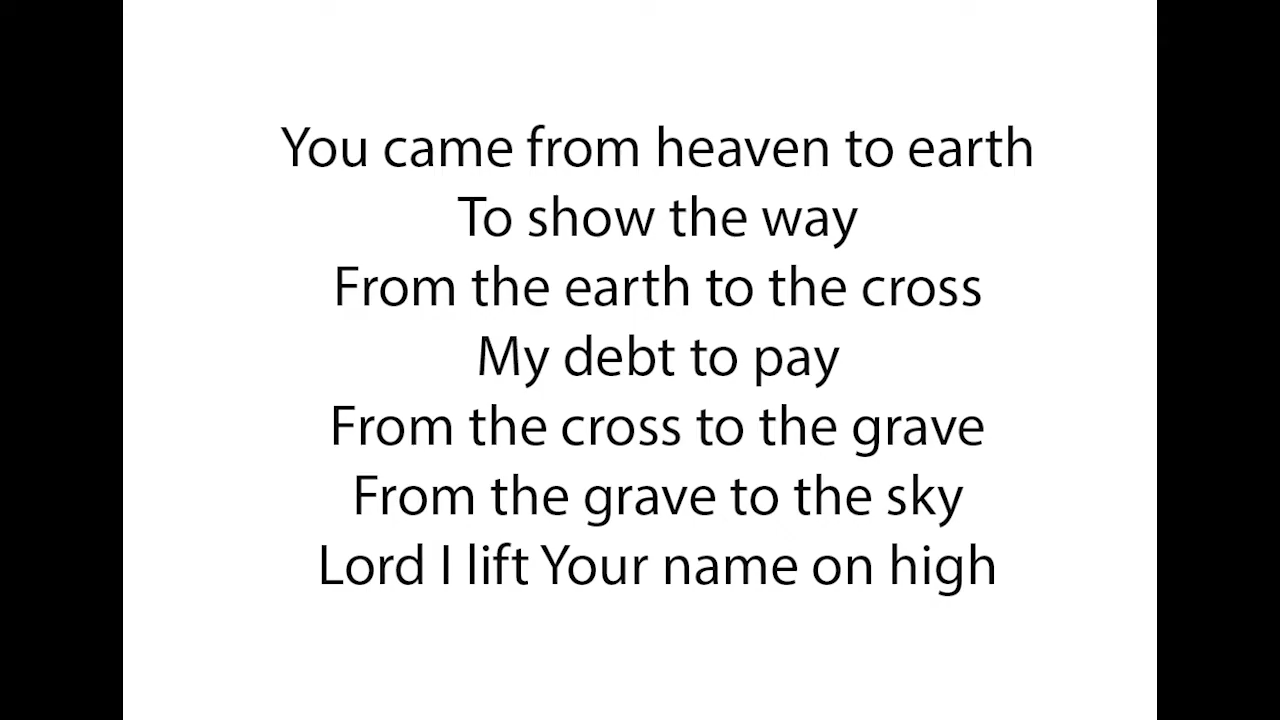 You came from heaven to earth
To show the way
From the earth to the cross
My debt to pay
From the cross to the grave
From the grave to the sky
Lord I lift Your name on high